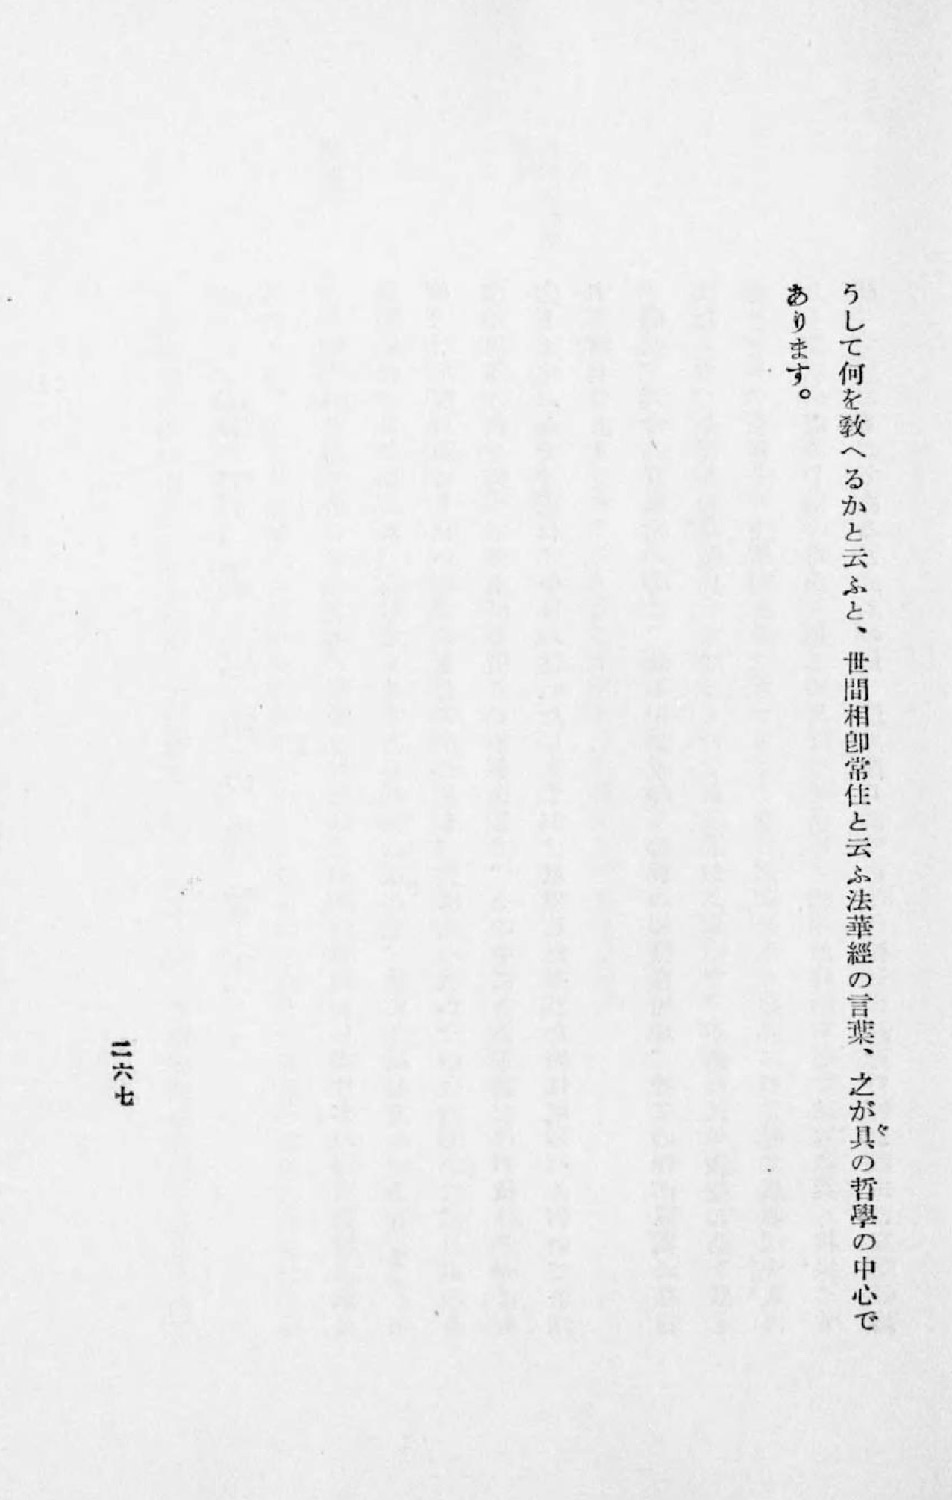 うして何を敎へるかと云ふと、世間相卽常住と云ふ法華經の言葉、之が具の哲學の中心で
あります。
二六七